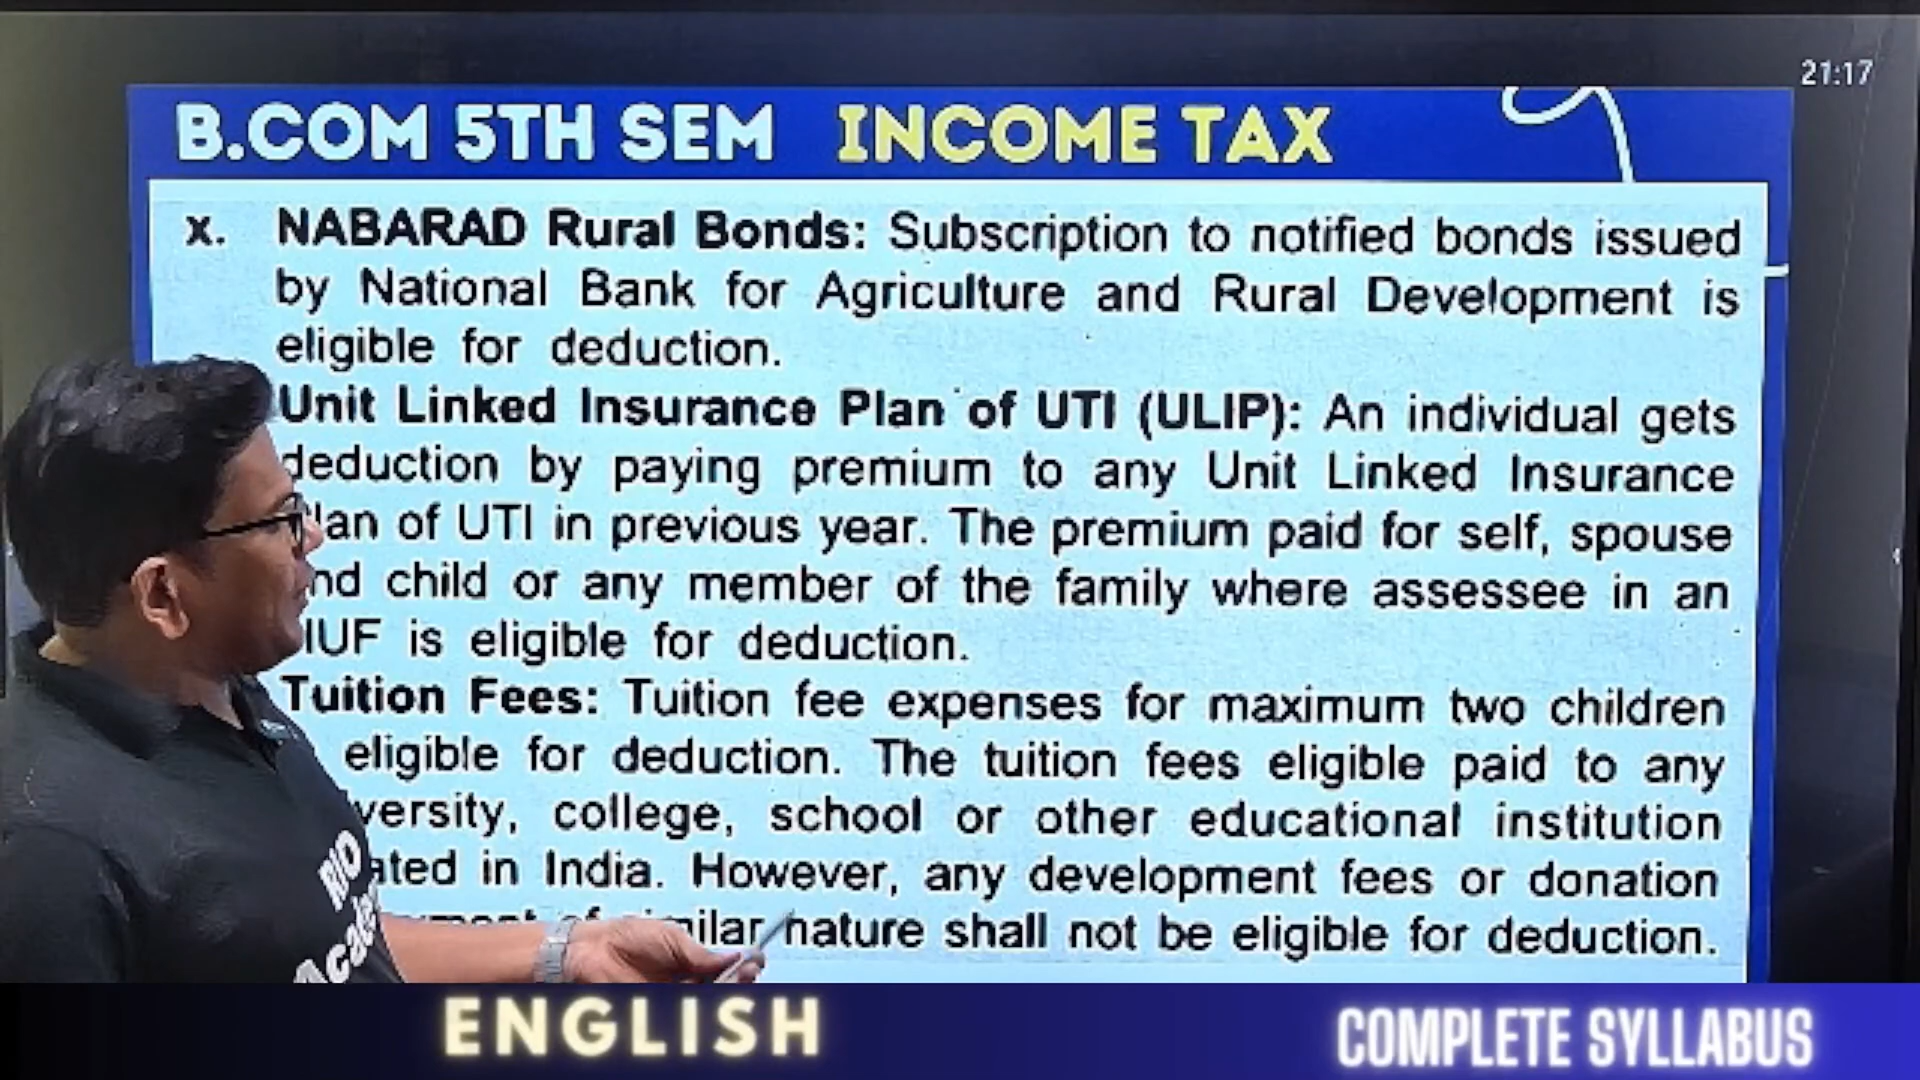 21:17
B.COM 5TH SEM INCOME TAX
x. NABARAD Rural Bonds: Subscription to notified bonds issued
by National Bank for Agriculture and Rural Development is
eligible for deduction.
Unit Linked Insurance Plan of UTI (ULIP): An individual gets
deduction by paying premium to any Unit Linked Insurance
lan of UTI in previous year. The premium paid for self, spouse
nd child or any member of the family where assessee in an
IUF is eligible for deduction.
Tuition Fees: Tuition fee expenses for maximum two children
eligible for deduction. The tuition fees eligible paid to any
versity, college, school or other educational institution
ated in India. However, any development fees or donation
of milar nature shall not be eligible for deduction.
RIO
Acade
ENGLISH
COMPLETE SYLLABUS